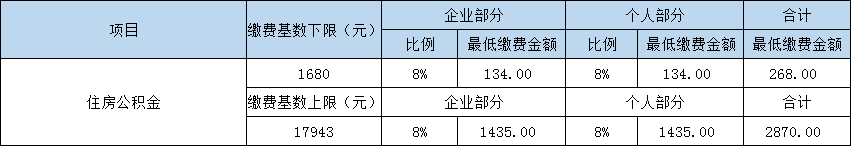 项目 缴费基数下限（元） 企业部分 个人部分 合计
比例 最低缴费金额 比例 最低缴费金额 最低缴费金额
住房公积金 1680 8% 134.00 8% 134.00 268.00
缴费基数上限（元） 企业部分 个人部分 合计
17943 8% 1435.00 8% 1435.00 2870.00